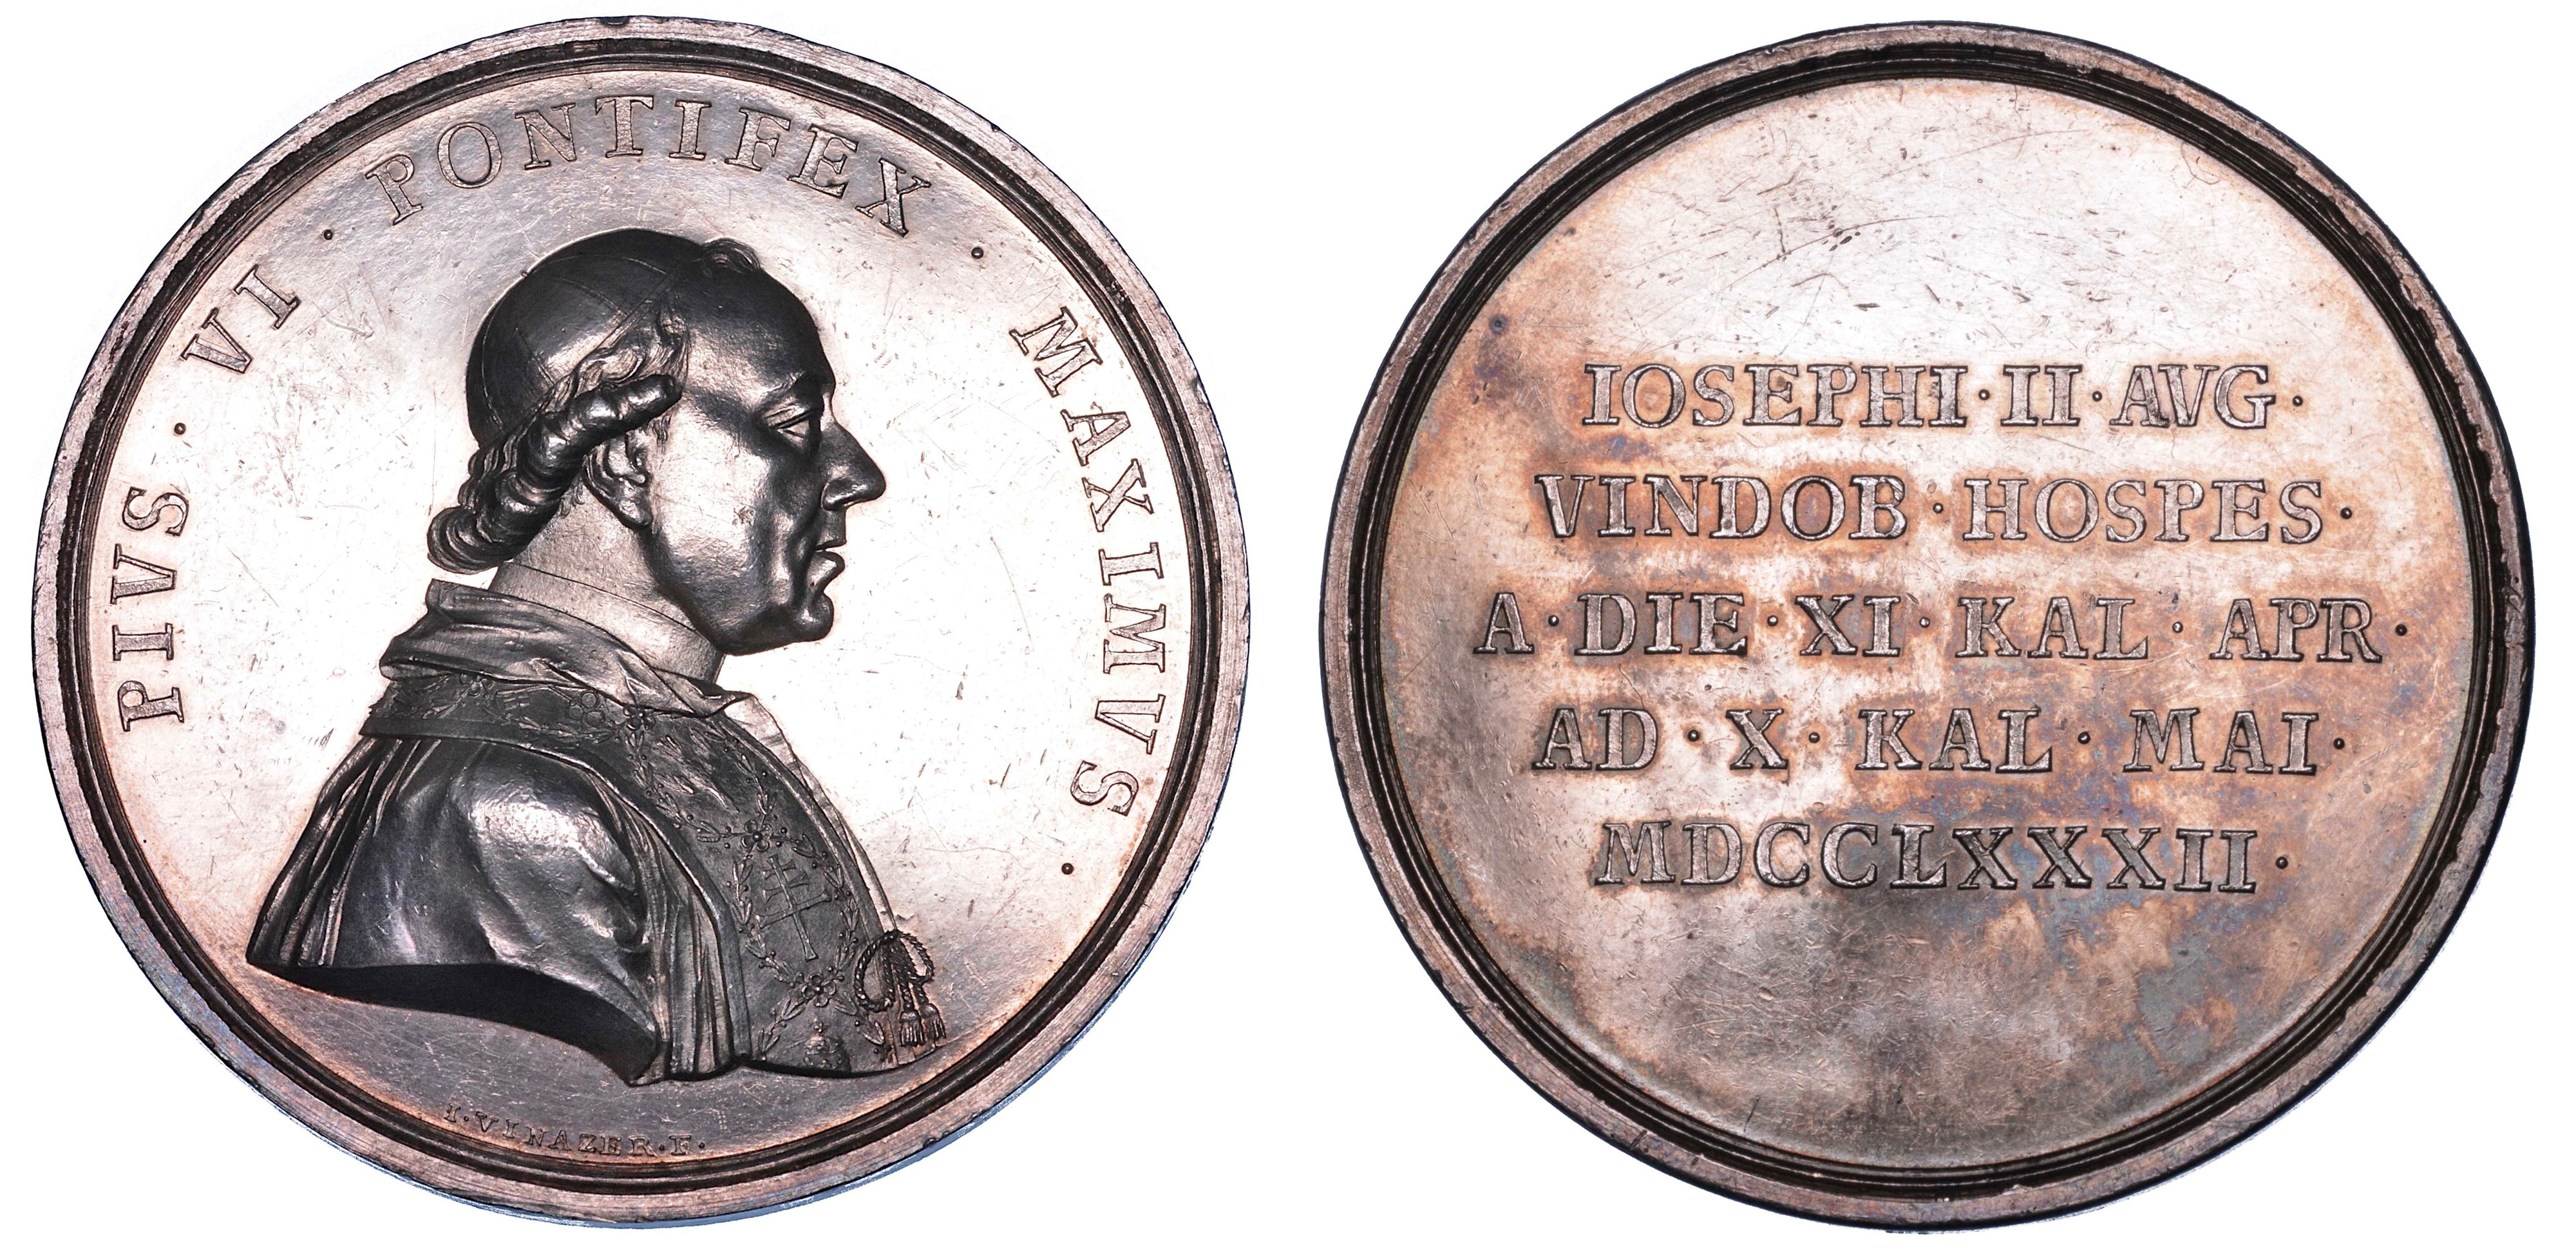 PIVS · VI · PONTIFEX · MAXIMVS ·
I · VINAZER · F ·
IOSEPHI · II · AVG ·
VINDOB · HOSPES ·
A · DIE · XI · KAL · APR ·
AD · X · KAL · MAI ·
MDCCLXXXII ·